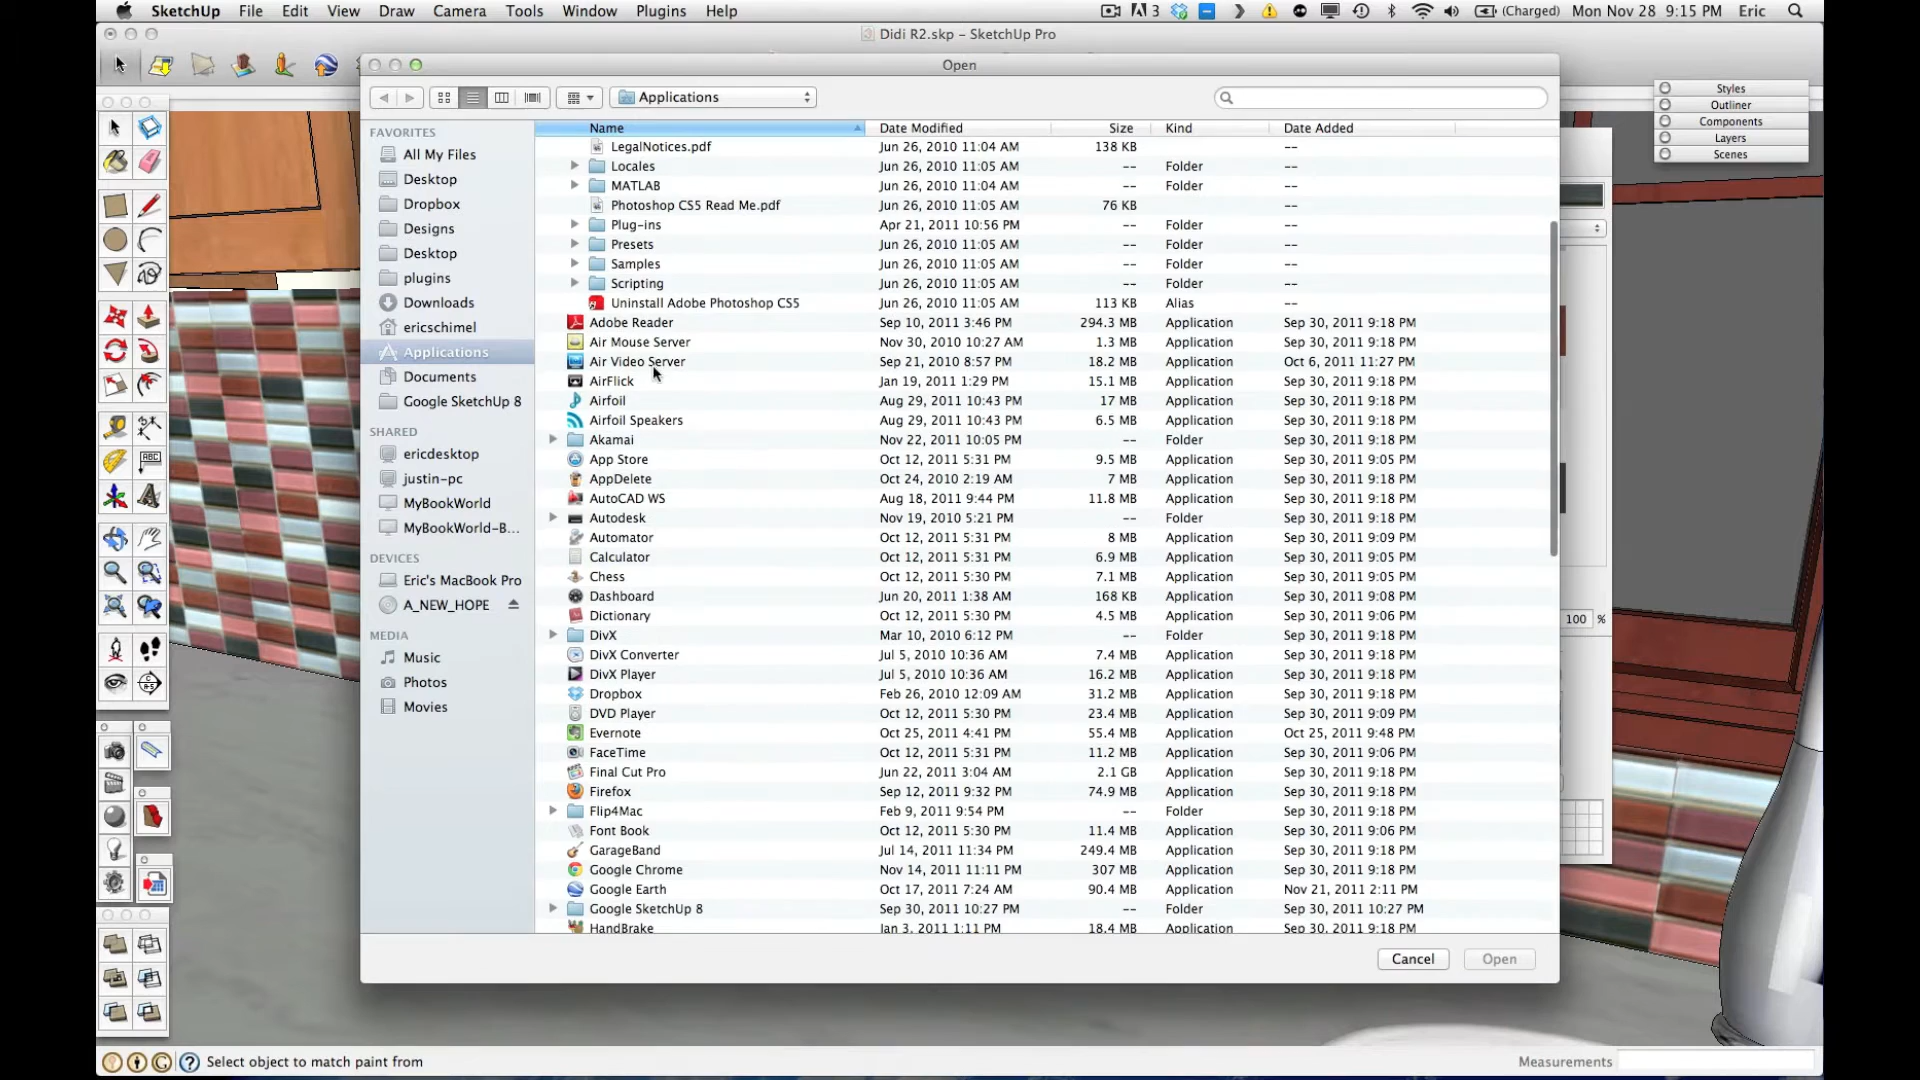 SketchUp File Edit View Draw Camera Tools Window Plugins Help 3 (Charged) Mon Nov 28 9:15 PM Eric
Didi R2.skp – SketchUp Pro
Open
Applications
FAVORITES
All My Files
Desktop
Dropbox
Designs
Desktop
plugins
Downloads
ericschimel
Applications
Documents
Google SketchUp 8
SHARED
ericdesktop
justin-pc
MyBookWorld
MyBookWorld-B...
DEVICES
Eric's MacBook Pro
A_NEW_HOPE
MEDIA
Music
Photos
Movies
Name Date Modified Size Kind Date Added
LegalNotices.pdf Jun 26, 2010 11:04 AM 138 KB --
Locales Jun 26, 2010 11:05 AM -- Folder --
MATLAB Jun 26, 2010 11:04 AM -- Folder --
Photoshop CS5 Read Me.pdf Jun 26, 2010 11:05 AM 76 KB --
Plug-ins Apr 21, 2011 10:56 PM -- Folder --
Presets Jun 26, 2010 11:05 AM -- Folder --
Samples Jun 26, 2010 11:05 AM -- Folder --
Scripting Jun 26, 2010 11:05 AM -- Folder --
Uninstall Adobe Photoshop CS5 Jun 26, 2010 11:05 AM 113 KB Alias --
Adobe Reader Sep 10, 2011 3:46 PM 294.3 MB Application Sep 30, 2011 9:18 PM
Air Mouse Server Nov 30, 2010 10:27 AM 1.3 MB Application Sep 30, 2011 9:18 PM
Air Video Server Sep 21, 2010 8:57 PM 18.2 MB Application Oct 6, 2011 11:27 PM
AirFlick Jan 19, 2011 1:29 PM 15.1 MB Application Sep 30, 2011 9:18 PM
Airfoil Aug 29, 2011 10:43 PM 17 MB Application Sep 30, 2011 9:18 PM
Airfoil Speakers Aug 29, 2011 10:43 PM 6.5 MB Application Sep 30, 2011 9:18 PM
Akamai Nov 22, 2011 10:05 PM -- Folder Sep 30, 2011 9:18 PM
App Store Oct 12, 2011 5:31 PM 9.5 MB Application Sep 30, 2011 9:05 PM
AppDelete Oct 24, 2010 2:19 AM 7 MB Application Sep 30, 2011 9:18 PM
AutoCAD WS Aug 18, 2011 9:44 PM 11.8 MB Application Sep 30, 2011 9:18 PM
Autodesk Nov 19, 2010 5:21 PM -- Folder Sep 30, 2011 9:18 PM
Automator Oct 12, 2011 5:31 PM 8 MB Application Sep 30, 2011 9:09 PM
Calculator Oct 12, 2011 5:31 PM 6.9 MB Application Sep 30, 2011 9:05 PM
Chess Oct 12, 2011 5:30 PM 7.1 MB Application Sep 30, 2011 9:05 PM
Dashboard Jun 20, 2011 1:38 AM 168 KB Application Sep 30, 2011 9:08 PM
Dictionary Oct 12, 2011 5:30 PM 4.5 MB Application Sep 30, 2011 9:06 PM
DivX Mar 10, 2010 6:12 PM -- Folder Sep 30, 2011 9:18 PM
DivX Converter Jul 5, 2010 10:36 AM 7.4 MB Application Sep 30, 2011 9:18 PM
DivX Player Jul 5, 2010 10:36 AM 16.2 MB Application Sep 30, 2011 9:18 PM
Dropbox Feb 26, 2010 12:09 AM 31.2 MB Application Sep 30, 2011 9:18 PM
DVD Player Oct 12, 2011 5:30 PM 23.4 MB Application Sep 30, 2011 9:09 PM
Evernote Oct 25, 2011 4:41 PM 55.4 MB Application Oct 25, 2011 9:48 PM
FaceTime Oct 12, 2011 5:31 PM 11.2 MB Application Sep 30, 2011 9:06 PM
Final Cut Pro Jun 22, 2011 3:04 AM 2.1 GB Application Sep 30, 2011 9:18 PM
Firefox Sep 12, 2011 9:32 PM 74.9 MB Application Sep 30, 2011 9:18 PM
Flip4Mac Feb 9, 2011 9:54 PM -- Folder Sep 30, 2011 9:18 PM
Font Book Oct 12, 2011 5:30 PM 11.4 MB Application Sep 30, 2011 9:06 PM
GarageBand Jul 14, 2011 11:34 PM 249.4 MB Application Sep 30, 2011 9:18 PM
Google Chrome Nov 14, 2011 11:11 PM 307 MB Application Sep 30, 2011 9:18 PM
Google Earth Oct 17, 2011 7:24 AM 90.4 MB Application Nov 21, 2011 2:11 PM
Google SketchUp 8 Sep 30, 2011 10:27 PM -- Folder Sep 30, 2011 10:27 PM
HandBrake Jan 3, 2011 1:11 PM 18.4 MB Application Sep 30, 2011 9:18 PM
Cancel Open
Styles
Outliner
Components
Layers
Scenes
100 %
ABC
Select object to match paint from
Measurements